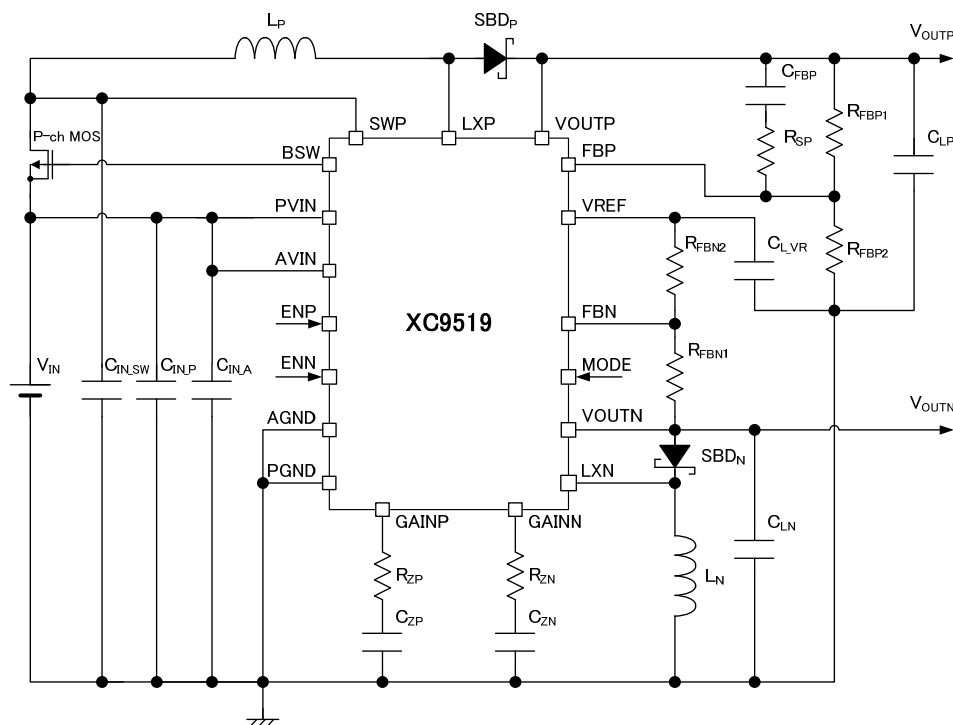 LP
SBDP
VOUTP
CFBP
RFBP1
P-ch MOS
SWP
LXP
VOUTP
RSP
CLP
BSW
FBP
PVIN
VREF
RFBN2
CL_VR
RFBP2
AVIN
ENP
XC9519
FBN
RFBN1
VIN
CIN_SW
CIN_P
CIN_A
ENN
MODE
AGND
VOUTN
VOUTN
SBDN
PGND
LXN
GAINP
GAINN
CLN
RZP
RZN
LN
CZP
CZN